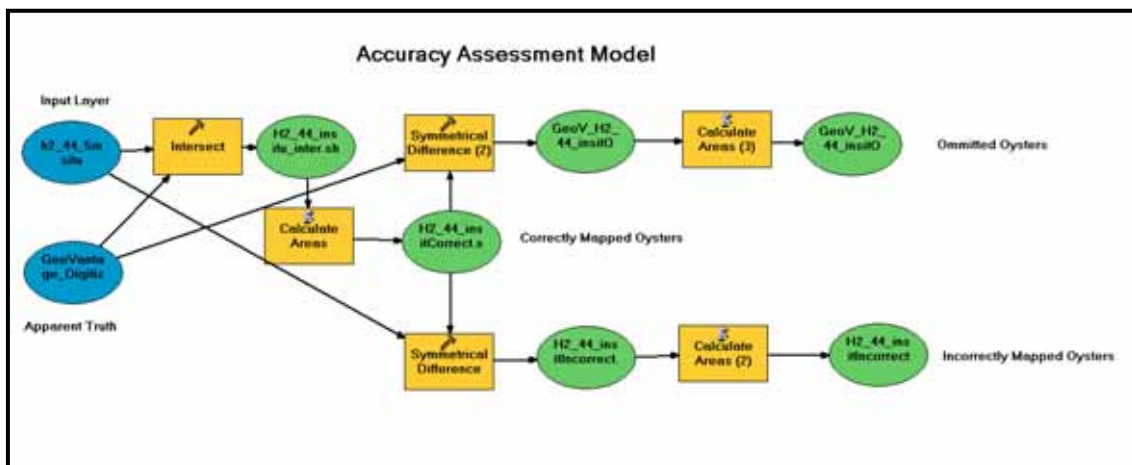 Accuracy Assessment Model
Input Layer
h2_44_5m
situ
Intersect
H2_44_ins
itu_inter.sh
Symmetrical
Difference (2)
GeoV_H2_
44_insitO
Calculate
Areas (3)
GeoV_H2_
44_insitO
Ommitted Oysters
GeoVanta
ge_Digitiz
Calculate
Areas
H2_44_ins
itCorrect.s
Correctly Mapped Oysters
Apparent Truth
Symmetrical
Difference
H2_44_ins
itIncorrect.
Calculate
Areas (2)
H2_44_ins
itIncorrect
Incorrectly Mapped Oysters